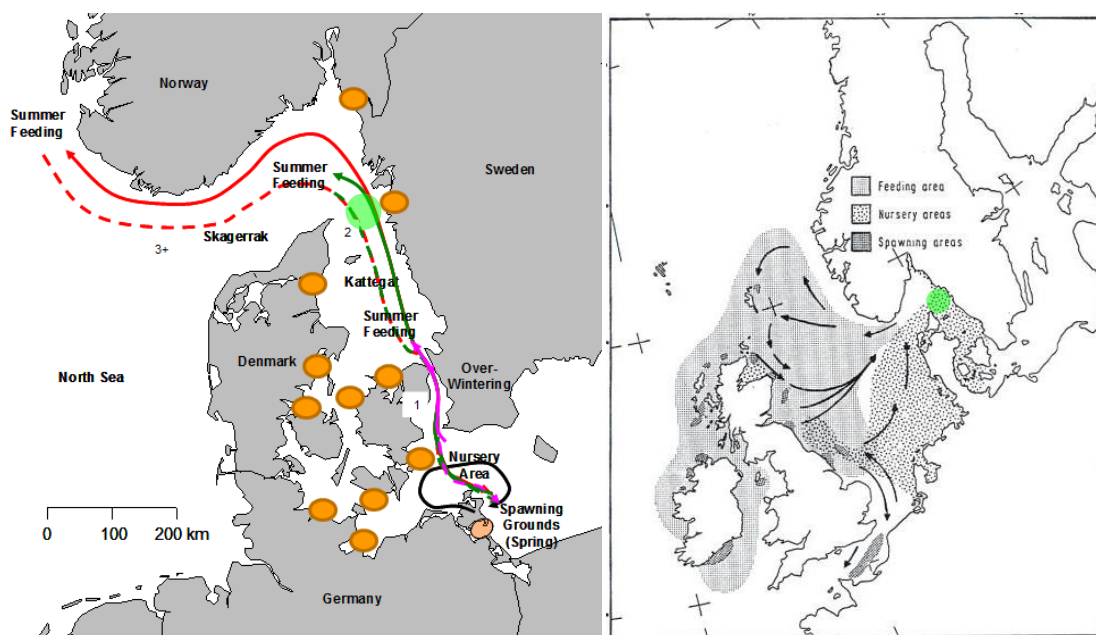 Norway
Summer
Feeding
Summer
Feeding
Sweden
Skagerrak
3+
2
Kattegat
Summer
Feeding
Denmark
North Sea
Over-
Wintering
1
Nursery
Area
Spawning
Grounds
(Spring)
0 100 200 km
Germany
Feeding area
Nursery areas
Spawning areas